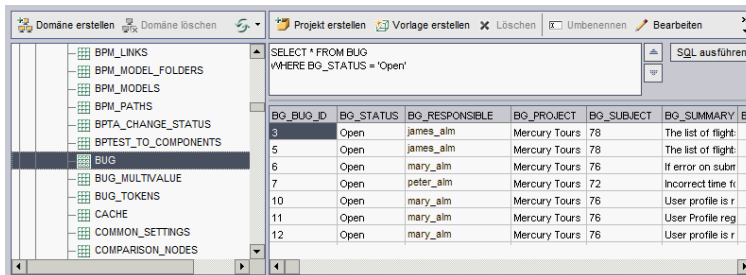 Domäne erstellen Domäne löschen
Projekt erstellen Vorlage erstellen Löschen Umbenennen Bearbeiten
BPM_LINKS
BPM_MODEL_FOLDERS
BPM_MODELS
BPM_PATHS
BPTA_CHANGE_STATUS
BPTEST_TO_COMPONENTS
BUG
BUG_MULTIVALUE
BUG_TOKENS
CACHE
COMMON_SETTINGS
COMPARISON_NODES
SELECT * FROM BUG
WHERE BG_STATUS = 'Open'
SQL ausführen
BG_BUG_ID BG_STATUS BG_RESPONSIBLE BG_PROJECT BG_SUBJECT BG_SUMMARY B
3 Open james_alm Mercury Tours 78 The list of flight
5 Open james_alm Mercury Tours 78 The list of flight
6 Open mary_alm Mercury Tours 76 If error on subm
7 Open peter_alm Mercury Tours 72 Incorrect time fo
10 Open mary_alm Mercury Tours 76 User profile is r
11 Open mary_alm Mercury Tours 76 User Profile reg
12 Open mary_alm Mercury Tours 76 User profile is r